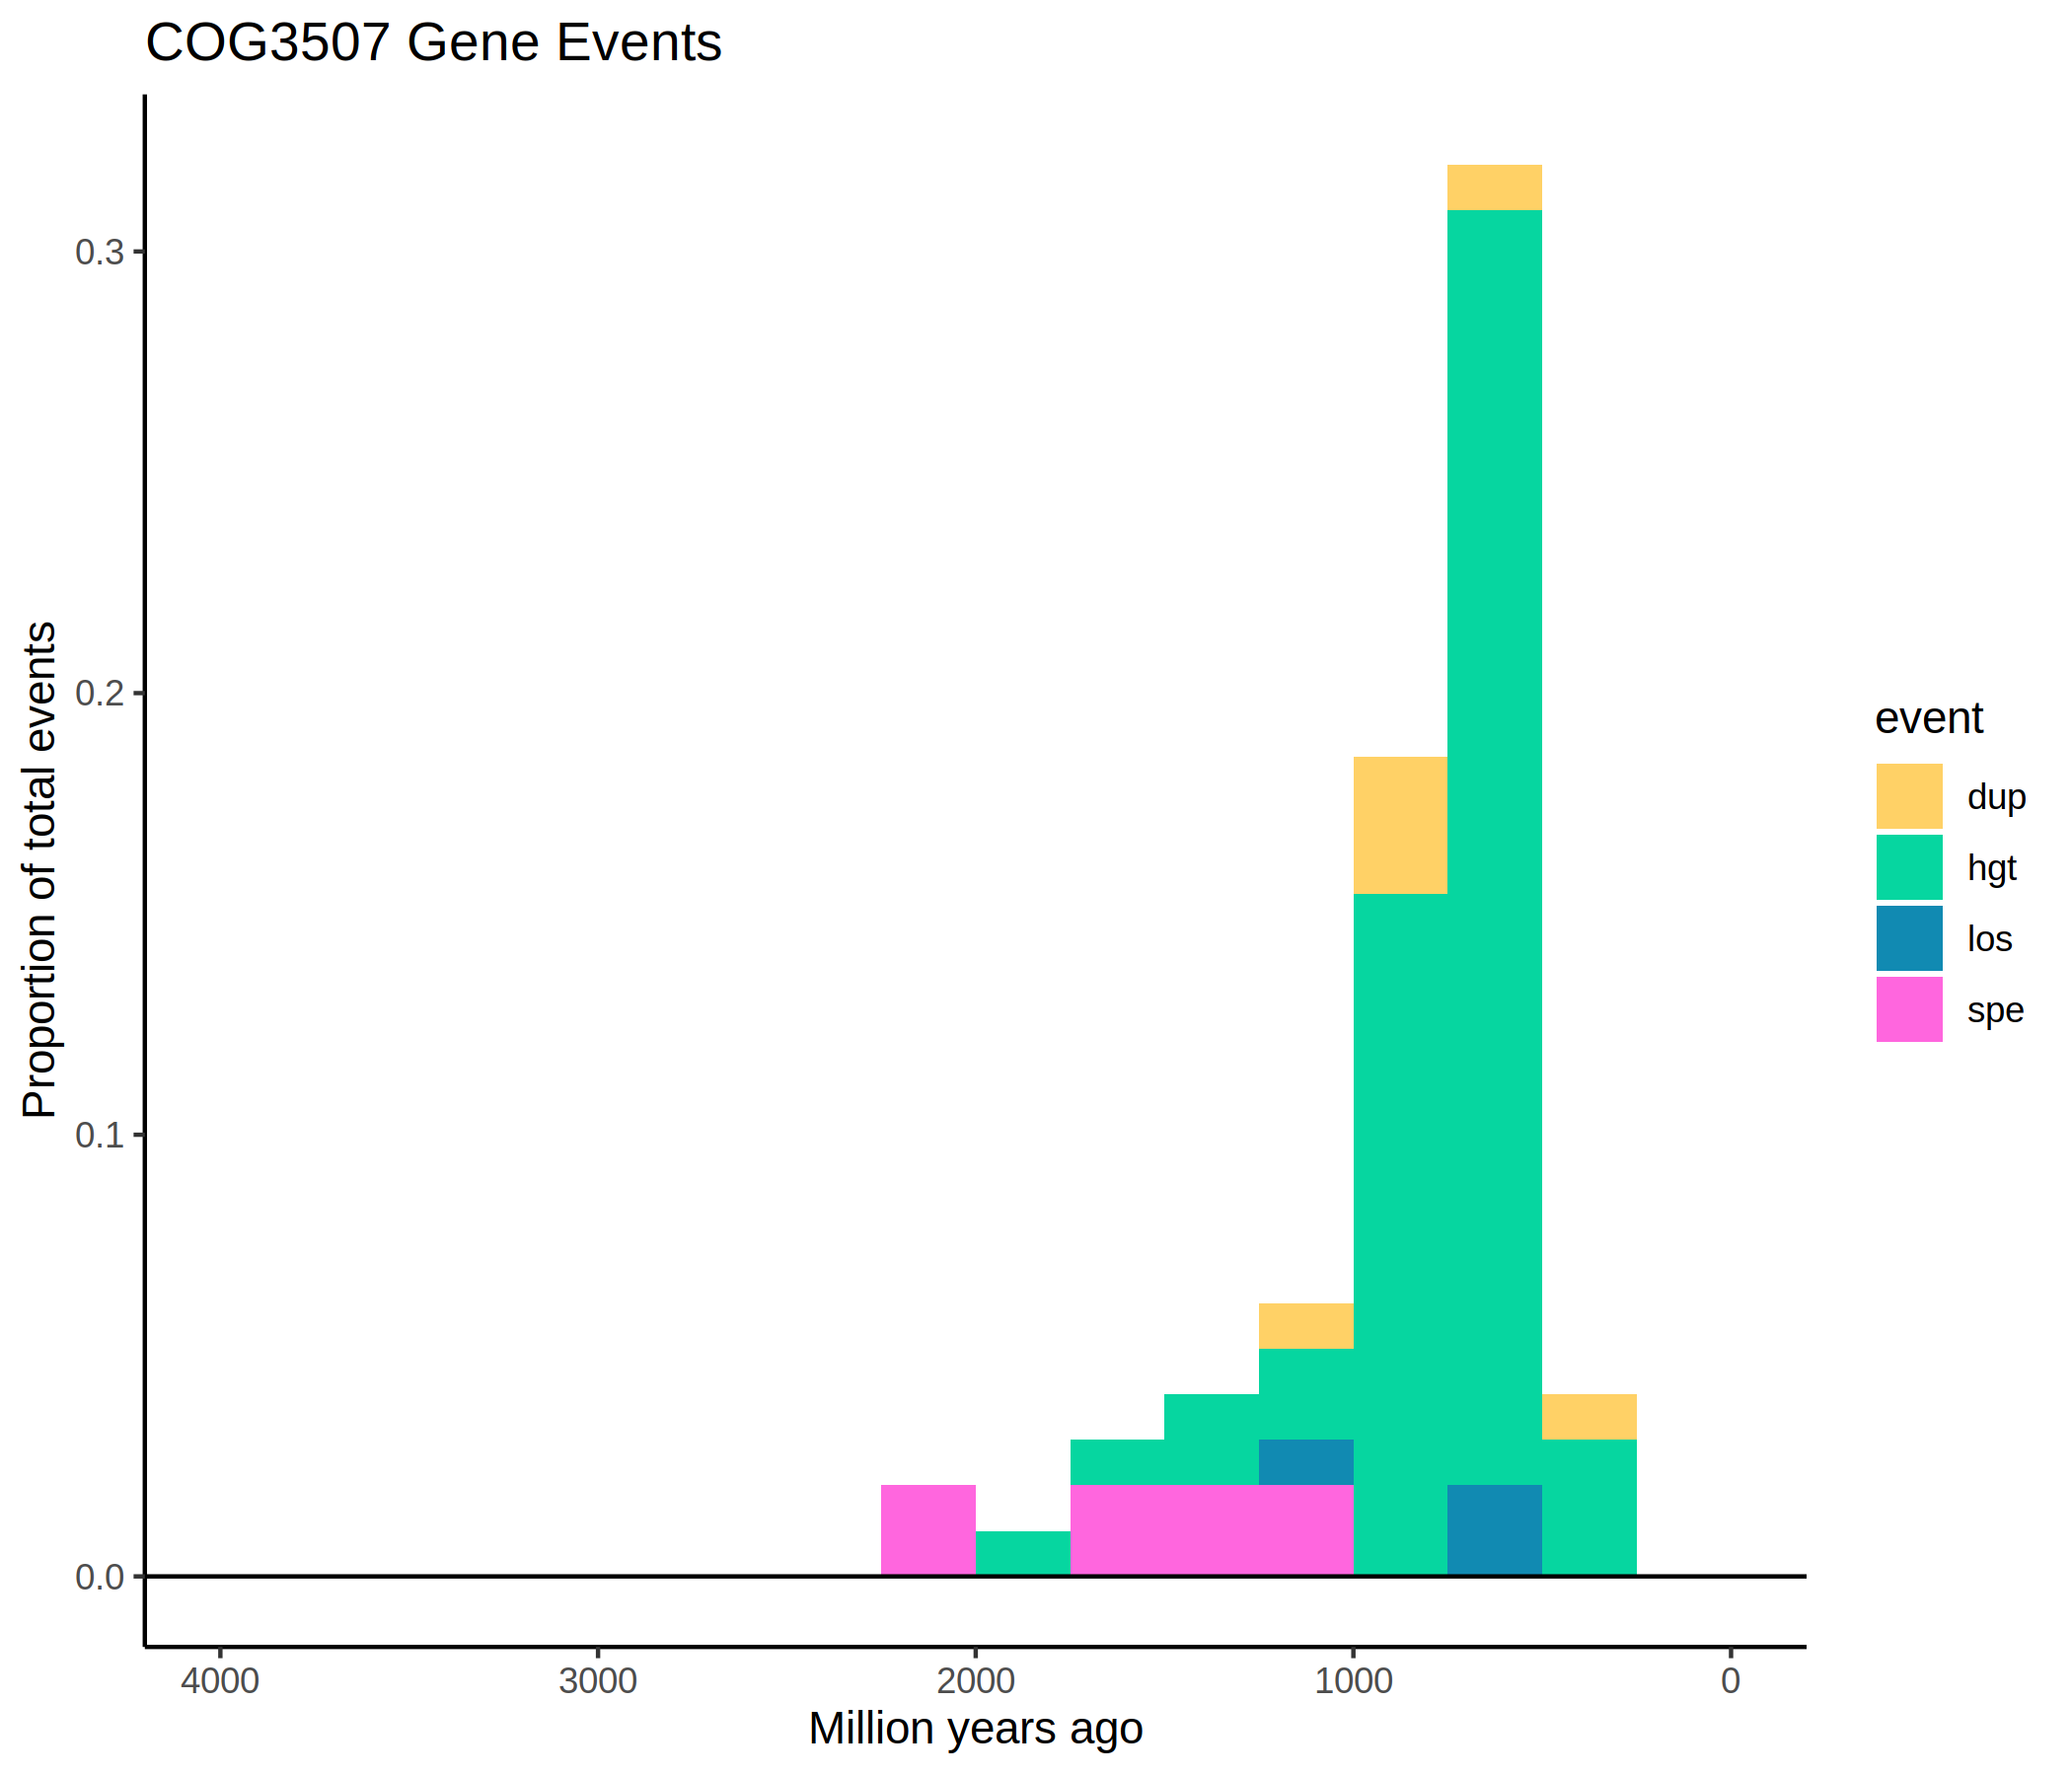 COG3507 Gene Events
Proportion of total events
0.3
0.2
0.1
0.0
4000 3000 2000 1000 0
Million years ago
event
dup
hgt
los
spe